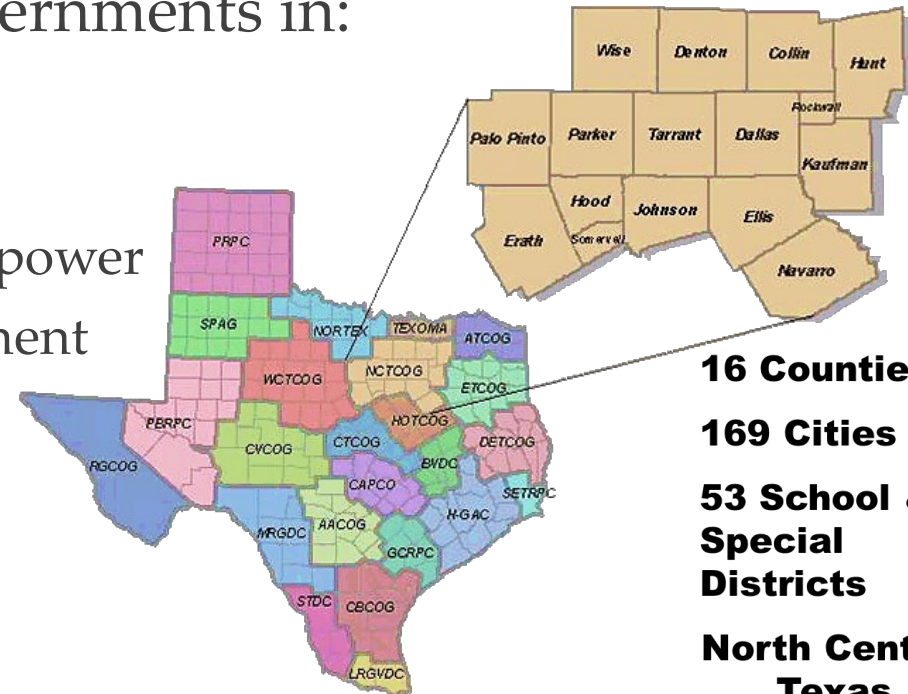 ernments in:
power
nent
Wise
Denton
Collin
Hunt
Rockwall
Palo Pinto
Parker
Tarrant
Dallas
Kaufman
Hood
Johnson
Ellis
Erath
Somervell
Navarro
PRPC
SPAG
NORTEX
TEXOMA
ATCOG
WCTCOG
NCTCOG
ETCOG
PBRPC
HOTCOG
RGCOG
CVCOG
CTCOG
DETCOG
BVDC
CAPCO
SETRPC
MRGDC
AACOG
H-GAC
GCRPC
STDC
CBCOG
LRGVDC
16 Countie
169 Cities
53 School
Special
Districts
North Cent
Texas